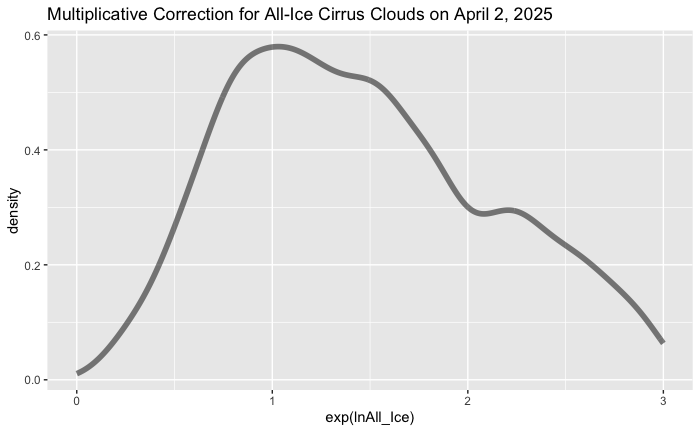 Multiplicative Correction for All-Ice Cirrus Clouds on April 2, 2025
0.6
0.4
density
0.2
0.0
0 1 2 3
exp(lnAll_Ice)